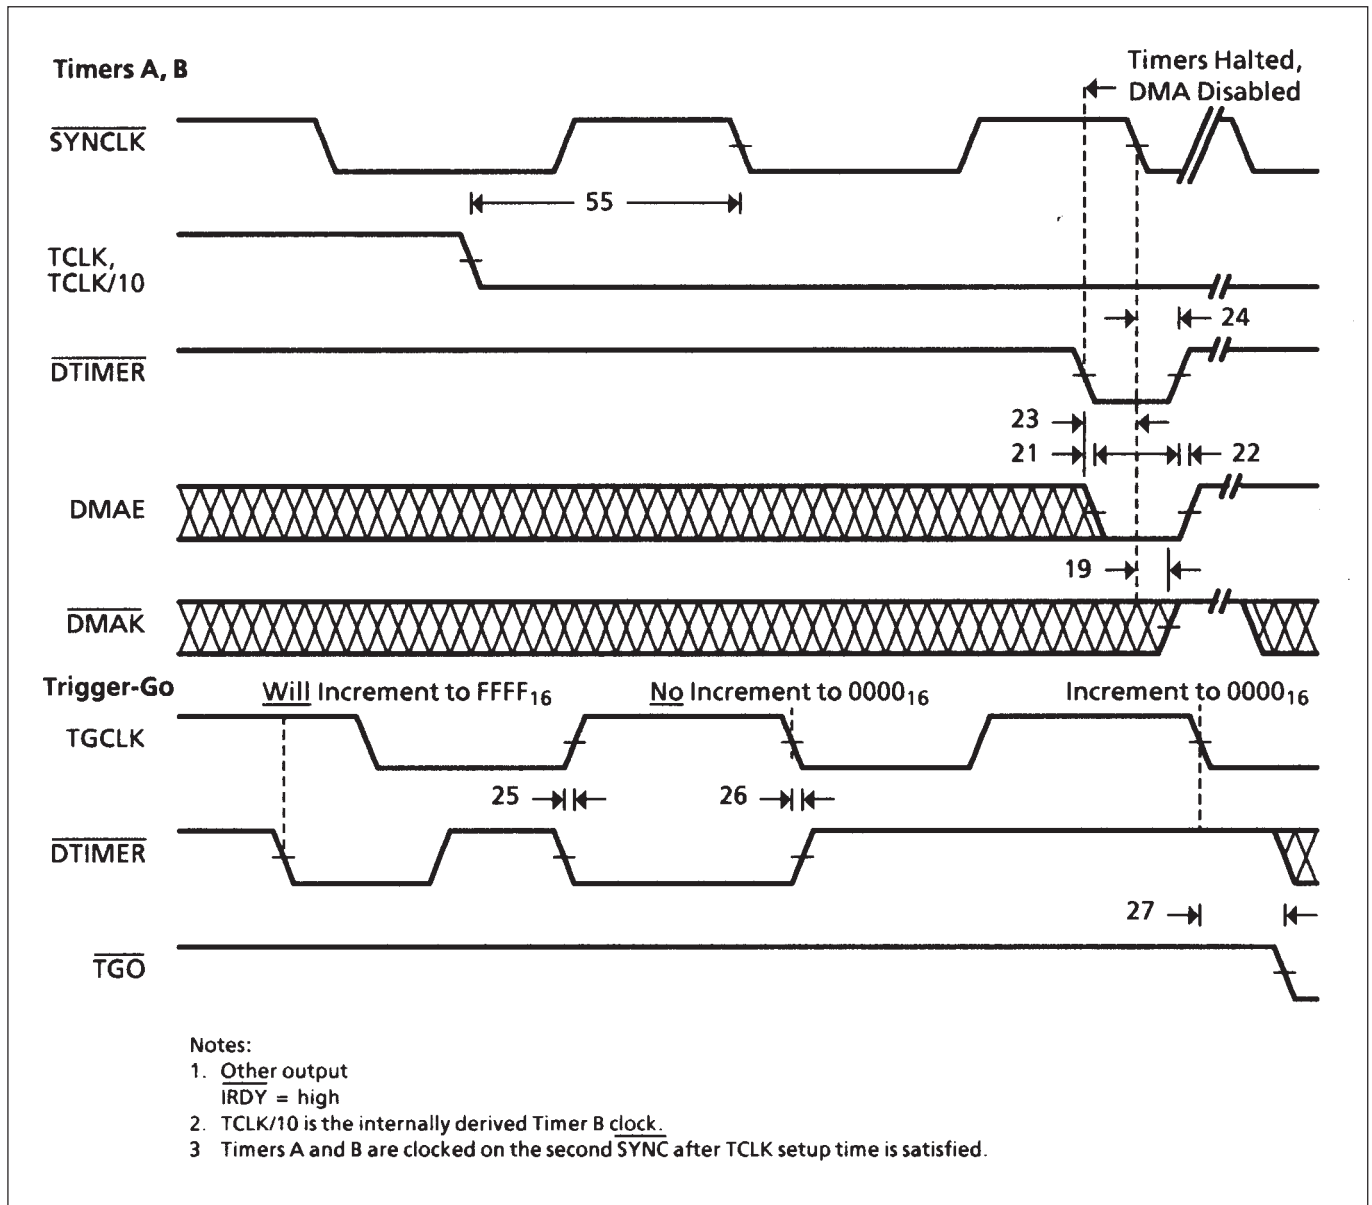 Timers A, B
Timers Halted,
DMA Disabled
SYNCLK
55
TCLK,
TCLK/10
24
DTIMER
23
21
22
DMAE
19
DMAK
Trigger-Go
Will Increment to FFFF₁₆
No Increment to 0000₁₆
Increment to 0000₁₆
TGCLK
25
26
DTIMER
27
TGO
Notes:
1. Other output
IRDY = high
2. TCLK/10 is the internally derived Timer B clock.
3 Timers A and B are clocked on the second SYNC after TCLK setup time is satisfied.